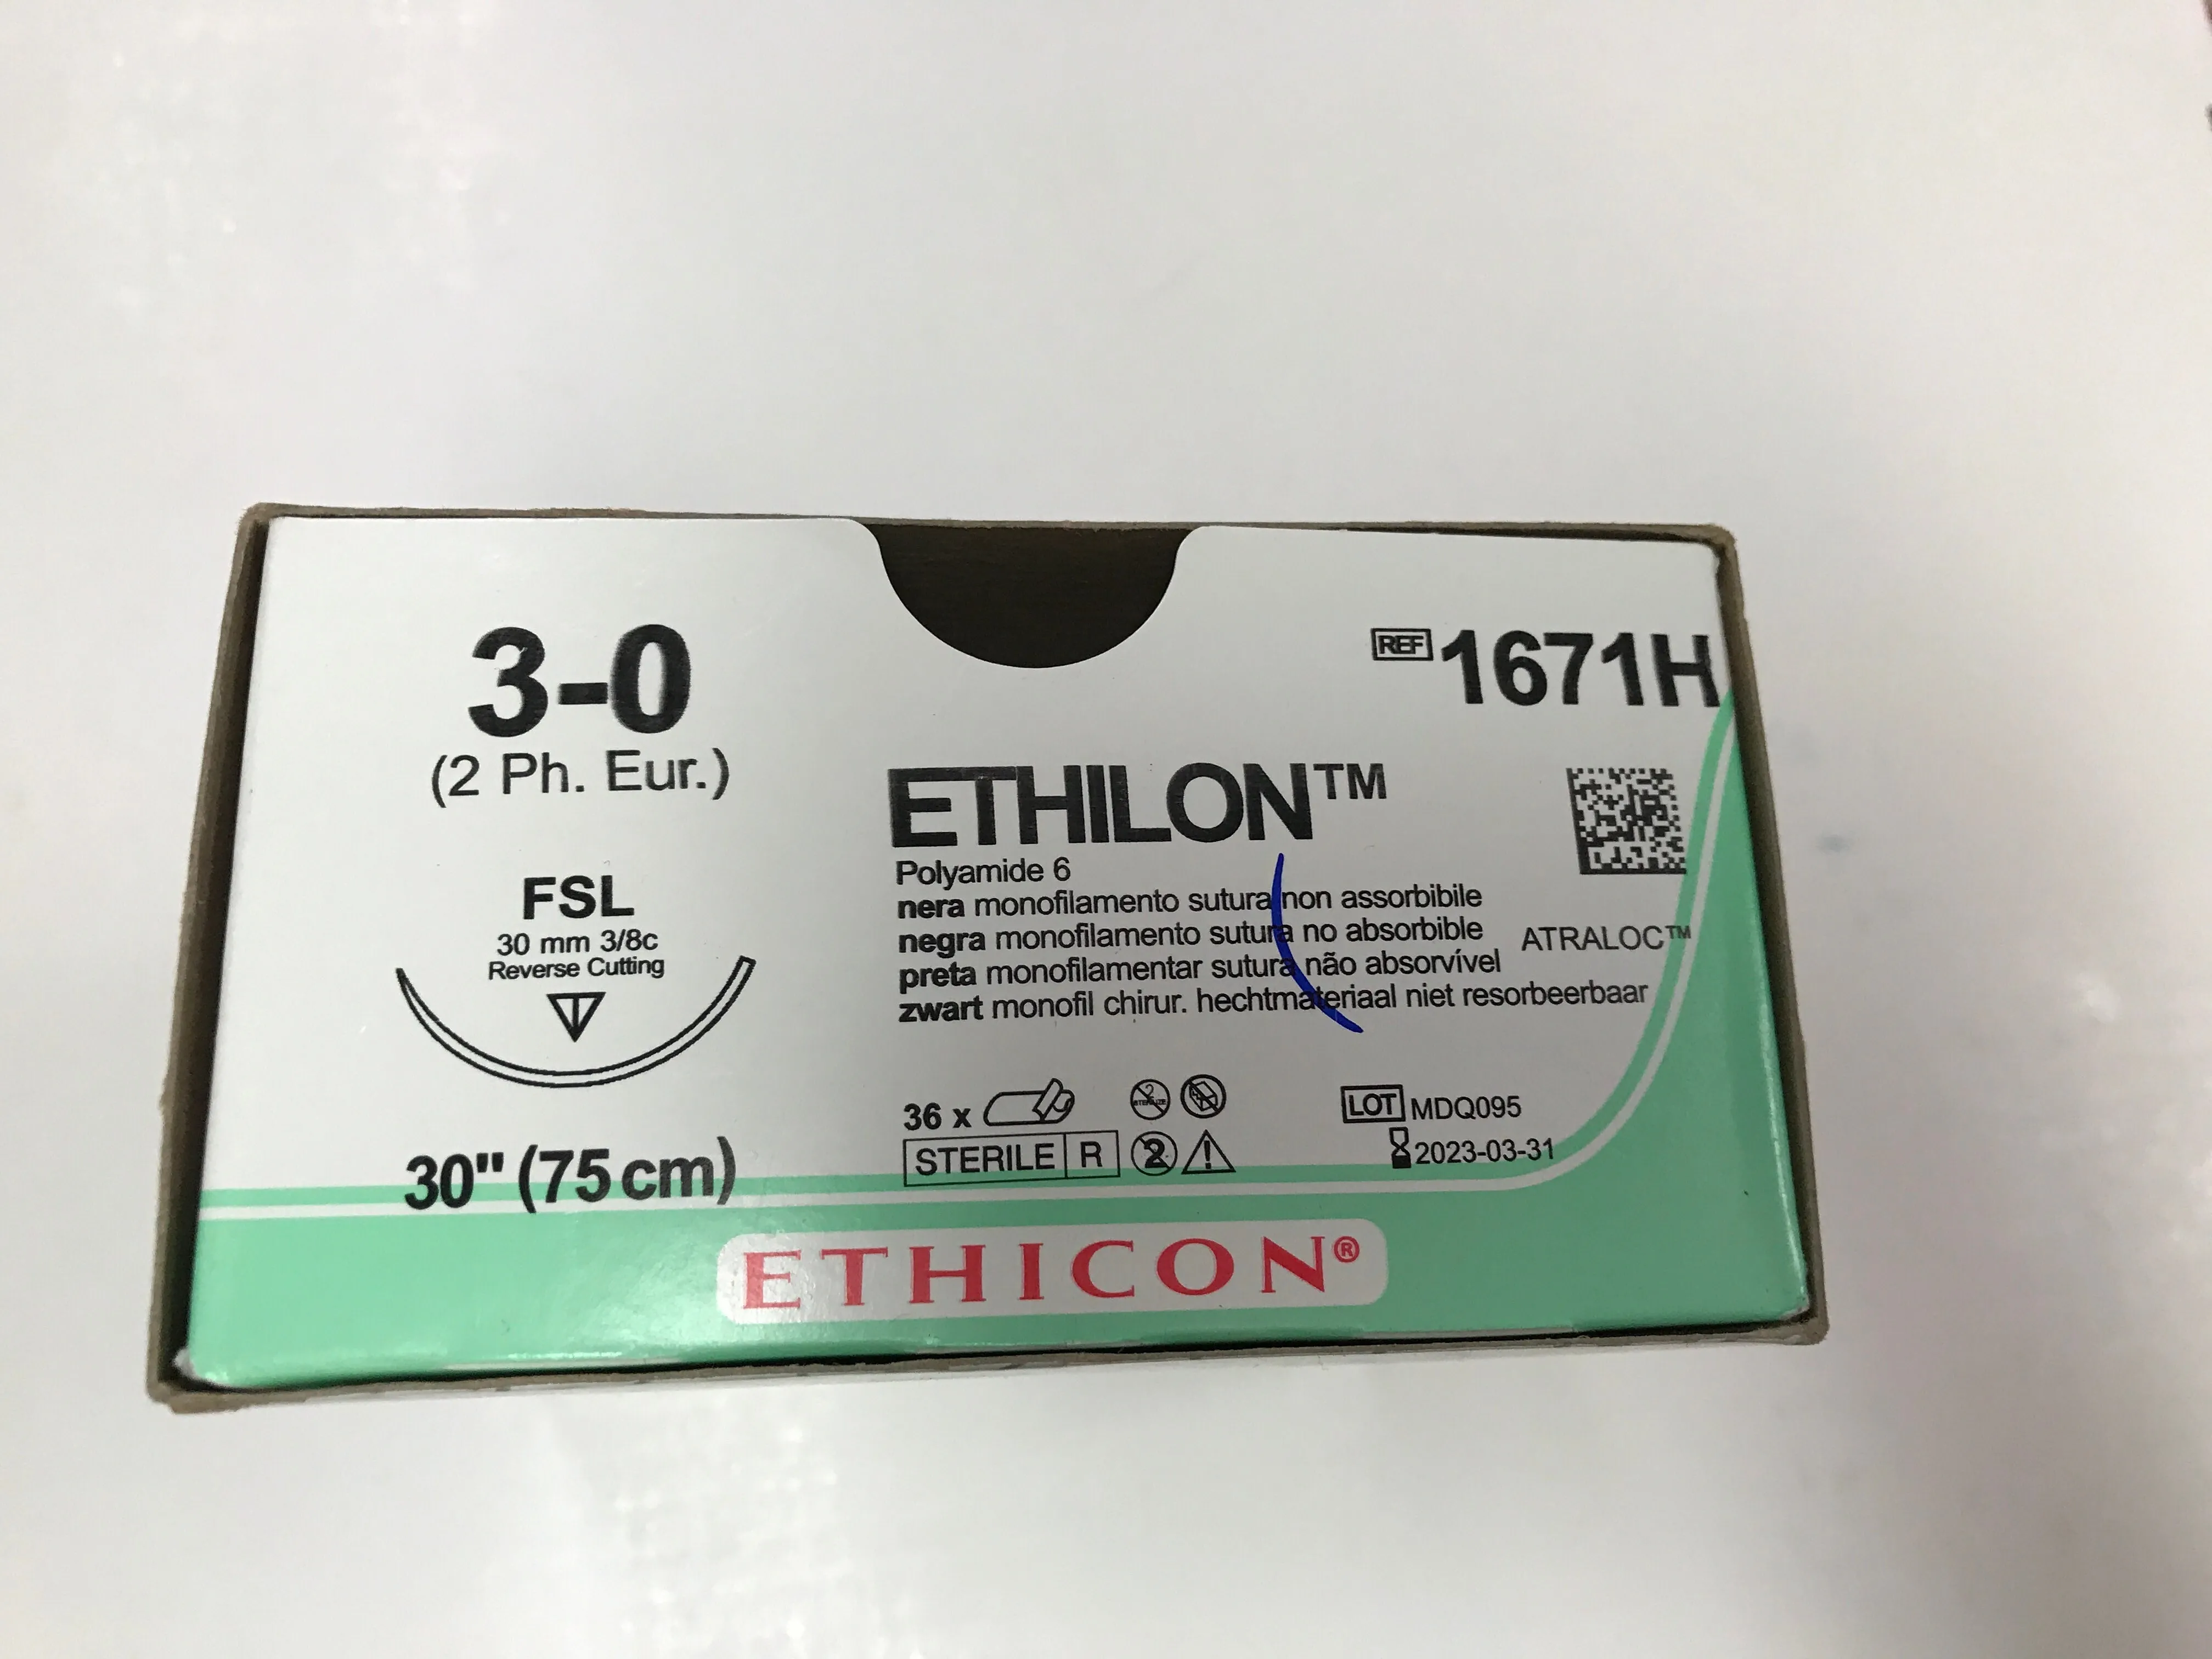 3-0
(2 Ph. Eur.)
FSL
30 mm 3/8c
Reverse Cutting
30" (75 cm)
REF 1671H
ETHILON™
Polyamide 6
nera monofilamento sutura non assorbibile
negra monofilamento sutura no absorbible
preta monofilamentar sutura não absorvível
zwart monofil chirur. hechtmateriaal niet resorbeerbaar
ATRALOC™
36 x
STERILE R
2
LOT MDQ095
2023-03-31
ETHICON®